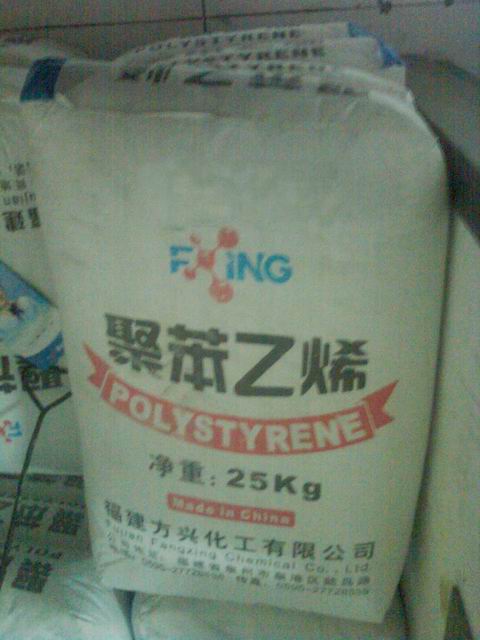 POLYSTYRENE
FXING
聚苯乙烯
POLYSTYRENE
净重: 25Kg
Made in China
福建方兴化工有限公司
Fujian Fangxing Chemical Co., Ltd.